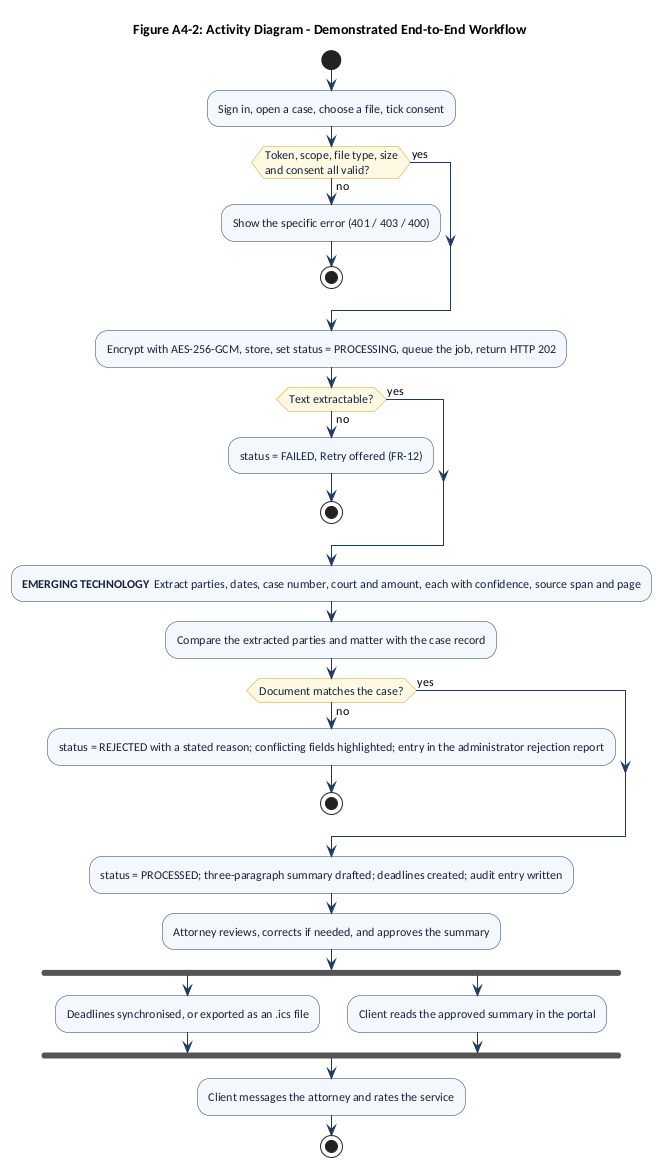 Figure A4-2: Activity Diagram - Demonstrated End-to-End Workflow
Sign in, open a case, choose a file, tick consent
Token, scope, file type, size
and consent all valid?
yes
no
Show the specific error (401 / 403 / 400)
Encrypt with AES-256-GCM, store, set status = PROCESSING, queue the job, return HTTP 202
Text extractable?
yes
no
status = FAILED, Retry offered (FR-12)
EMERGING TECHNOLOGY Extract parties, dates, case number, court and amount, each with confidence, source span and page
Compare the extracted parties and matter with the case record
Document matches the case?
yes
no
status = REJECTED with a stated reason; conflicting fields highlighted; entry in the administrator rejection report
status = PROCESSED; three-paragraph summary drafted; deadlines created; audit entry written
Attorney reviews, corrects if needed, and approves the summary
Deadlines synchronised, or exported as an .ics file
Client reads the approved summary in the portal
Client messages the attorney and rates the service